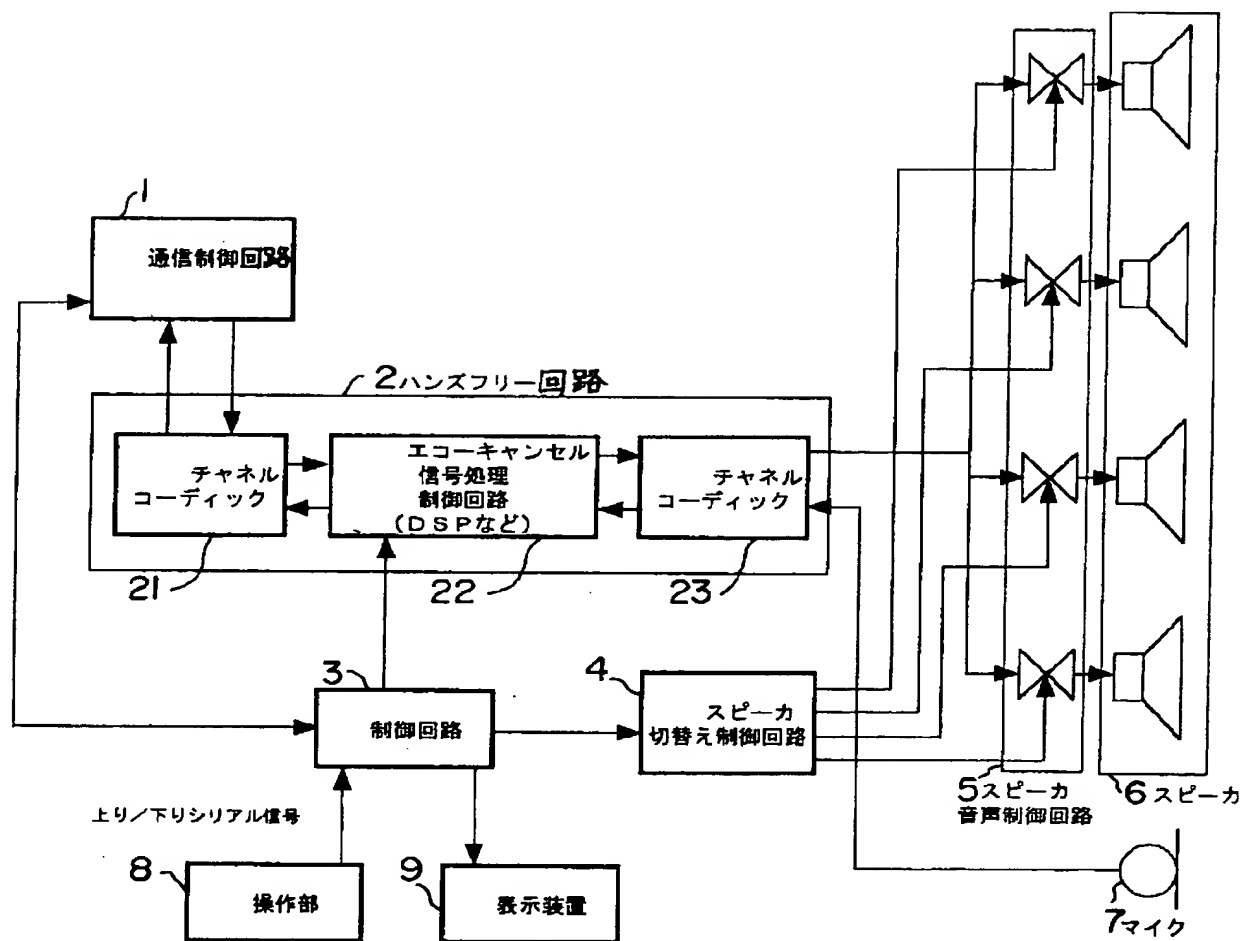 1
通信制御回路
2ハンズフリー回路
チャネル
コーディック
エコーキャンセル
信号処理
制御回路
(DSPなど)
チャネル
コーディック
21
22
23
3
制御回路
4
スピーカ
切替え制御回路
5スピーカ
音声制御回路
6スピーカ
上り/下りシリアル信号
8
操作部
9
表示装置
7マイク